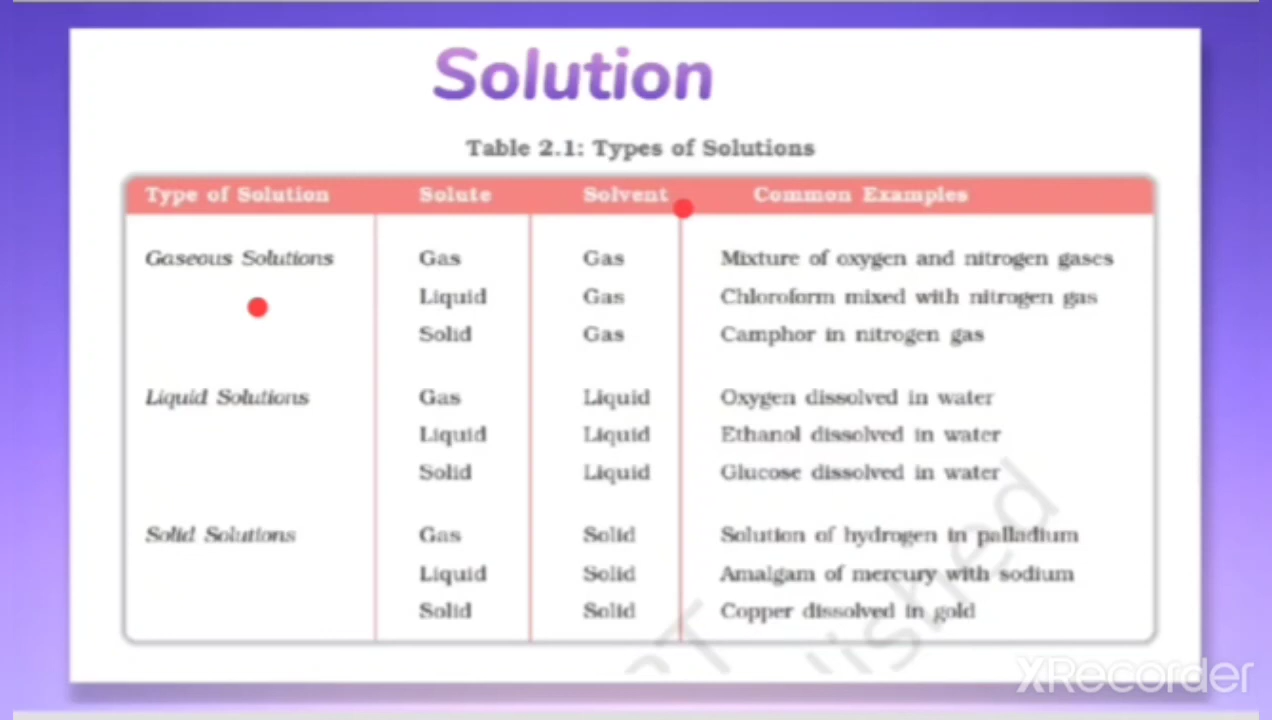 Solution
Table 2.1: Types of Solutions
Type of Solution Solute Solvent Common Examples
Gaseous Solutions Gas Gas Mixture of oxygen and nitrogen gases
Liquid Gas Chloroform mixed with nitrogen gas
Solid Gas Camphor in nitrogen gas
Liquid Solutions Gas Liquid Oxygen dissolved in water
Liquid Liquid Ethanol dissolved in water
Solid Liquid Glucose dissolved in water
Solid Solutions Gas Solid Solution of hydrogen in palladium
Liquid Solid Amalgam of mercury with sodium
Solid Solid Copper dissolved in gold
XRecorder